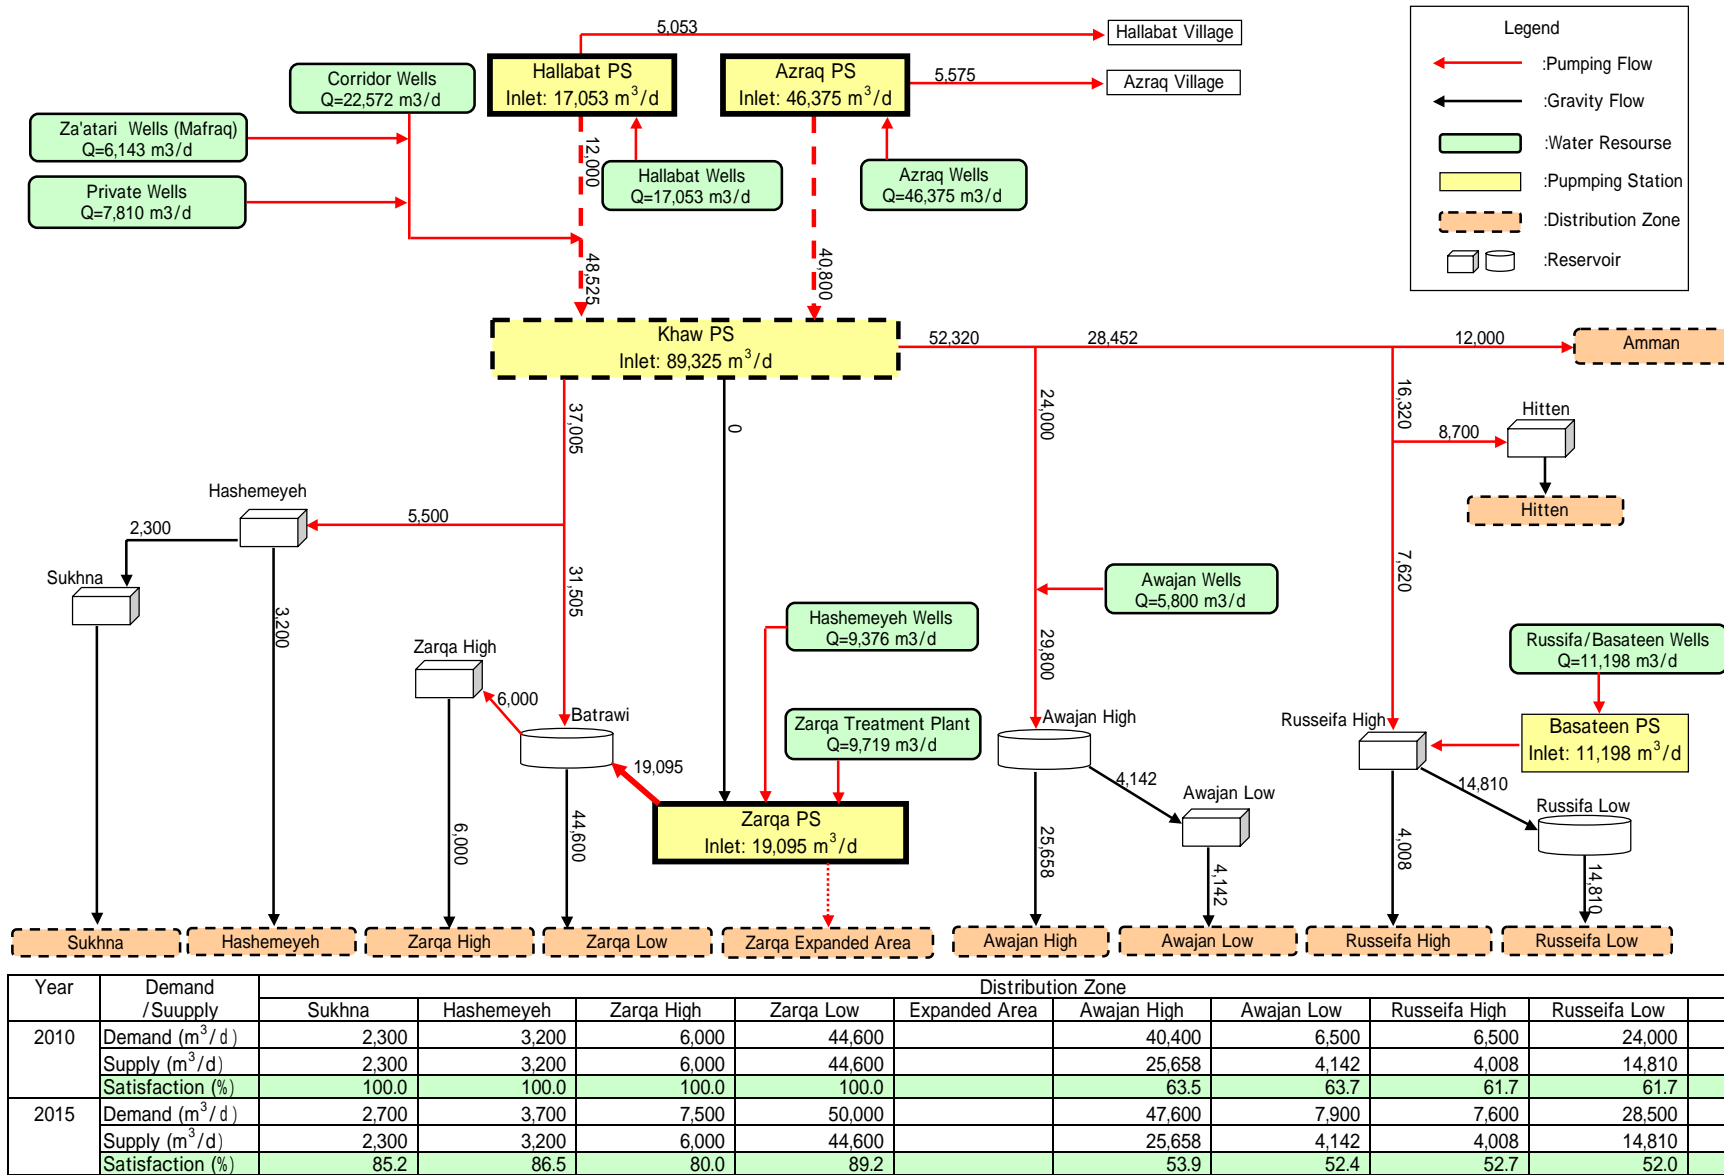 5,053
Hallabat Village
Legend
:Pumping Flow
:Gravity Flow
:Water Resourse
:Pupmping Station
:Distribution Zone
:Reservoir
Corridor Wells
Q=22,572 m3/d
Hallabat PS
Inlet: 17,053 m³/d
Azraq PS
Inlet: 46,375 m³/d
5,575
Azraq Village
Za'atari Wells (Mafraq)
Q=6,143 m3/d
Private Wells
Q=7,810 m3/d
12,000
Hallabat Wells
Q=17,053 m3/d
Azraq Wells
Q=46,375 m3/d
48,525
40,800
Khaw PS
Inlet: 89,325 m³/d
52,320
28,452
12,000
Amman
37,005
0
24,000
16,320
Hitten
8,700
Hitten
Hashemeyeh
5,500
2,300
Sukhna
3,200
31,505
7,620
Awajan Wells
Q=5,800 m3/d
Hashemeyeh Wells
Q=9,376 m3/d
29,800
Russifa/Basateen Wells
Q=11,198 m3/d
Zarqa High
6,000
Batrawi
Zarqa Treatment Plant
Q=9,719 m3/d
Awajan High
Russeifa High
Basateen PS
Inlet: 11,198 m³/d
19,095
4,142
14,810
Awajan Low
Russifa Low
Zarqa PS
Inlet: 19,095 m³/d
6,000
44,600
25,658
4,142
4,008
14,810
Sukhna
Hashemeyeh
Zarqa High
Zarqa Low
Zarqa Expanded Area
Awajan High
Awajan Low
Russeifa High
Russeifa Low
Year Demand /Suupply Distribution Zone
Sukhna Hashemeyeh Zarqa High Zarqa Low Expanded Area Awajan High Awajan Low Russeifa High Russeifa Low
2010 Demand (m³/d) 2,300 3,200 6,000 44,600 40,400 6,500 6,500 24,000
Supply (m³/d) 2,300 3,200 6,000 44,600 25,658 4,142 4,008 14,810
Satisfaction (%) 100.0 100.0 100.0 100.0 63.5 63.7 61.7 61.7
2015 Demand (m³/d) 2,700 3,700 7,500 50,000 47,600 7,900 7,600 28,500
Supply (m³/d) 2,300 3,200 6,000 44,600 25,658 4,142 4,008 14,810
Satisfaction (%) 85.2 86.5 80.0 89.2 53.9 52.4 52.7 52.0